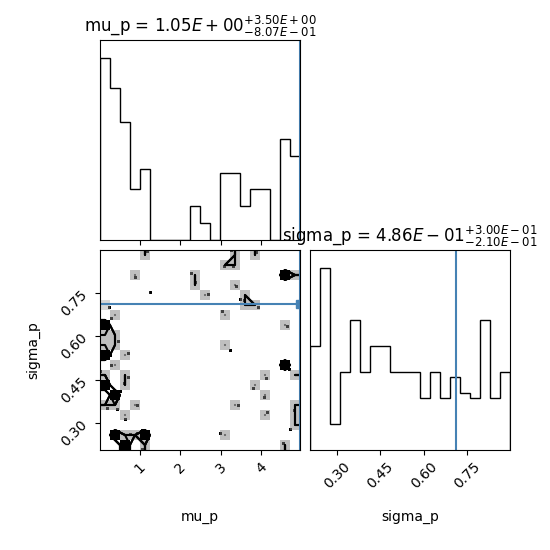 mu_p = 1.05E+00+3.50E+00−8.07E−01
sigma_p = 4.86E−01+3.00E−01−2.10E−01
0.75
0.60
0.45
0.30
sigma_p
1 2 3 4
0.30 0.45 0.60 0.75
mu_p
sigma_p